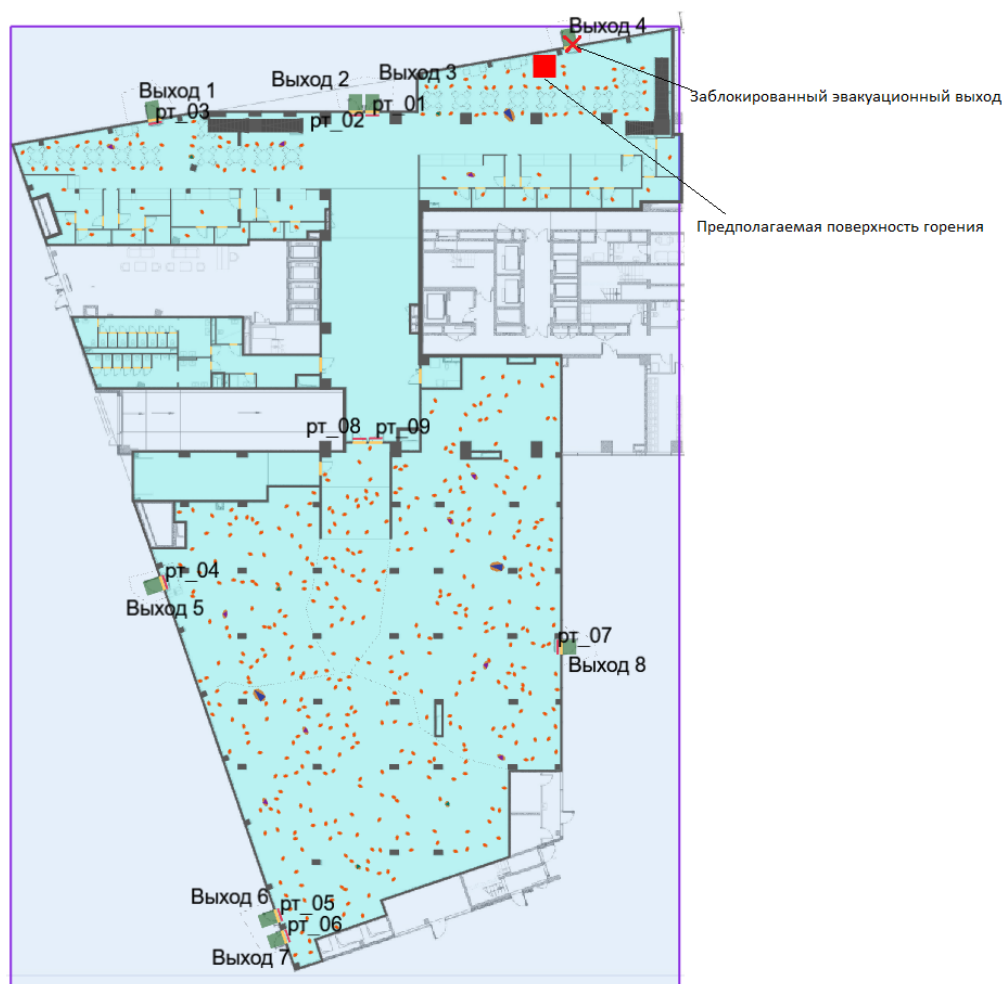 Выход 4
Выход 2
Выход 3
Выход 1
рт_03
рт_01
рт_02
Заблокированный эвакуационный выход
Предполагаемая поверхность горения
рт_08
рт_09
рт_04
Выход 5
рт_07
Выход 8
Выход 6
рт_05
рт_06
Выход 7